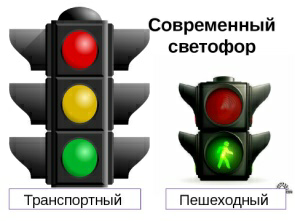 Современный
светофор
Транспортный
Пешеходный